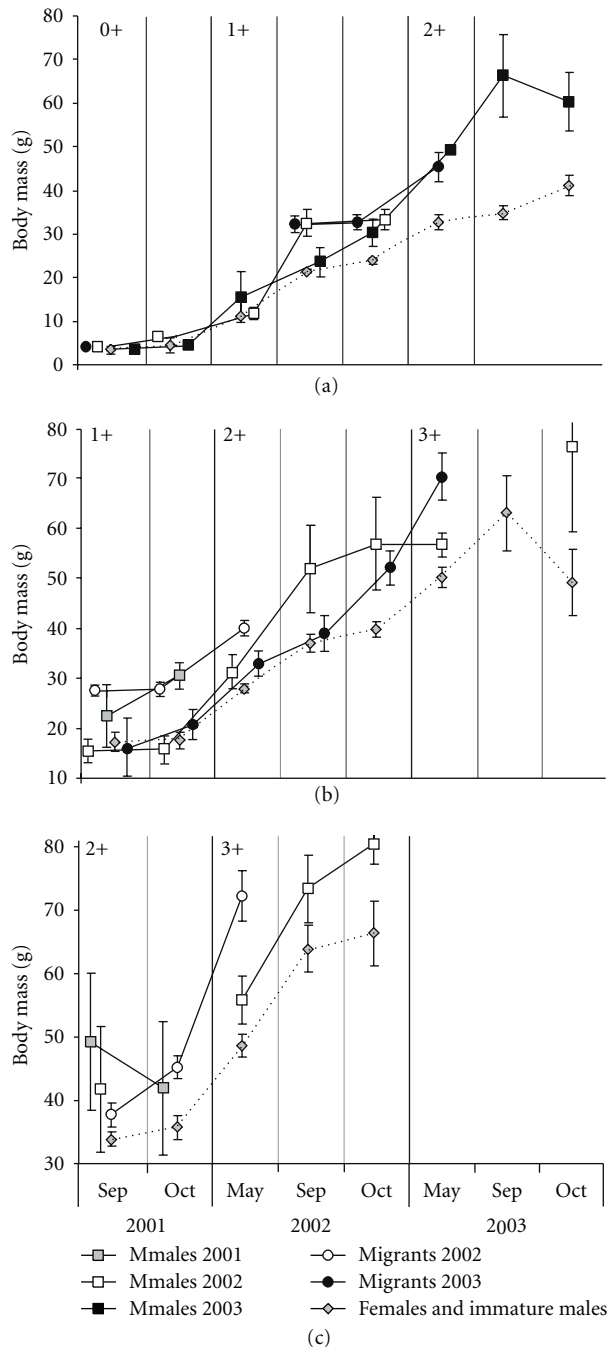 80
0+ 1+ 2+
70
60
50
40
30
20
10
0
Body mass (g)
(a)
80
1+ 2+ 3+
70
60
50
40
30
20
10
Body mass (g)
(b)
80
2+ 3+
70
60
50
40
30
Body mass (g)
Sep Oct May Sep Oct May Sep Oct
2001 2002 2003
Mmales 2001 Migrants 2002
Mmales 2002 Migrants 2003
Mmales 2003 Females and immature males
(c)